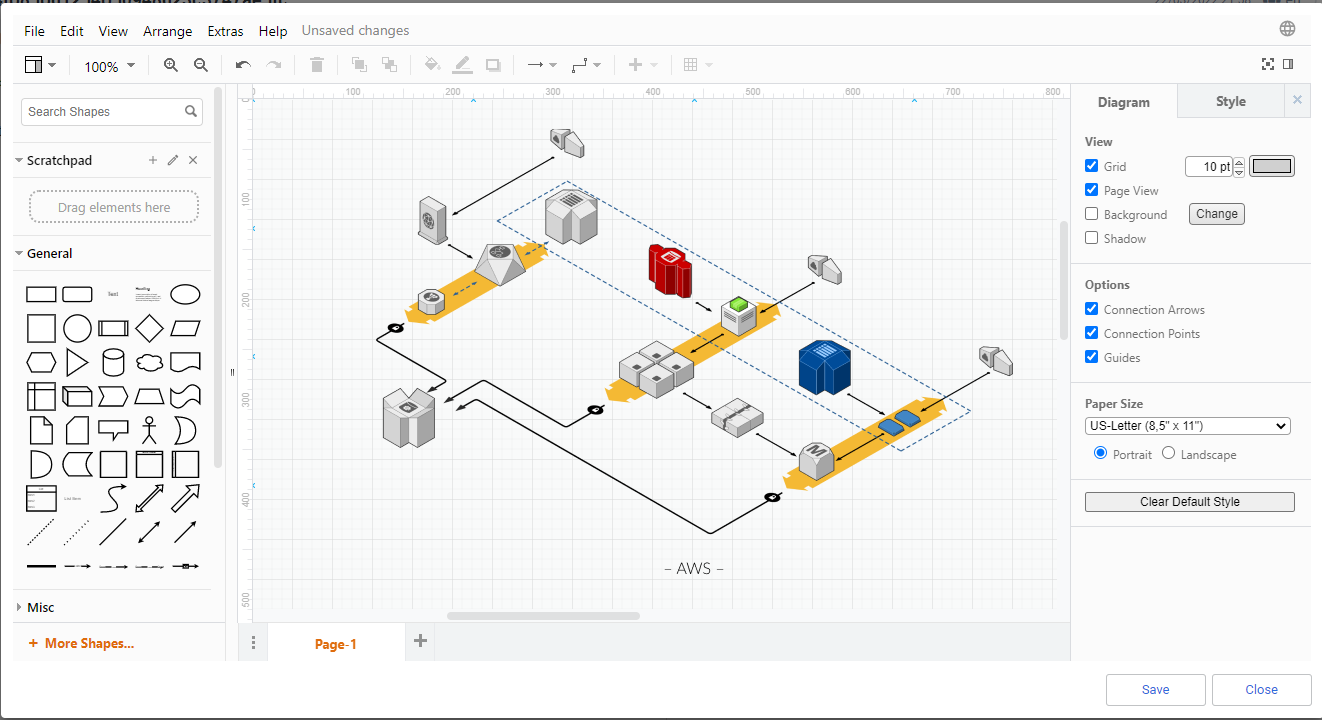 File Edit View Arrange Extras Help Unsaved changes
100%
Search Shapes
Scratchpad
Drag elements here
General
Text
Heading
List Item
Misc
+ More Shapes...
0 100 200 300 400 500 600 700 800
0
100
200
300
400
500
M
– AWS –
Page-1
Diagram Style
View
Grid 10 pt
Page View
Background Change
Shadow
Options
Connection Arrows
Connection Points
Guides
Paper Size
US-Letter (8,5" x 11")
Portrait Landscape
Clear Default Style
Save Close